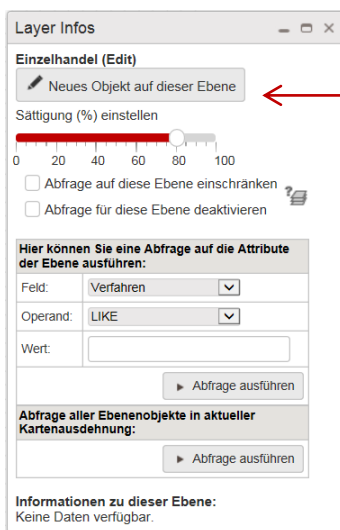 Layer Infos
Einzelhandel (Edit)
Neues Objekt auf dieser Ebene
Sättigung (%) einstellen
0 20 40 60 80 100
Abfrage auf diese Ebene einschränken
?
Abfrage für diese Ebene deaktivieren
Hier können Sie eine Abfrage auf die Attribute
der Ebene ausführen:
Feld: Verfahren
Operand: LIKE
Wert:
Abfrage ausführen
Abfrage aller Ebenenobjekte in aktueller
Kartenausdehnung:
Abfrage ausführen
Informationen zu dieser Ebene:
Keine Daten verfügbar.